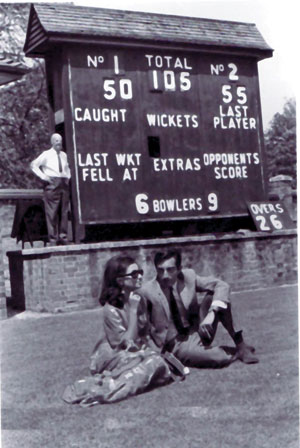 Nº 1 TOTAL Nº 2
50 105 55
CAUGHT WICKETS LAST PLAYER
LAST WKT FELL AT EXTRAS OPPONENTS SCORE
6 BOWLERS 9
OVERS
26